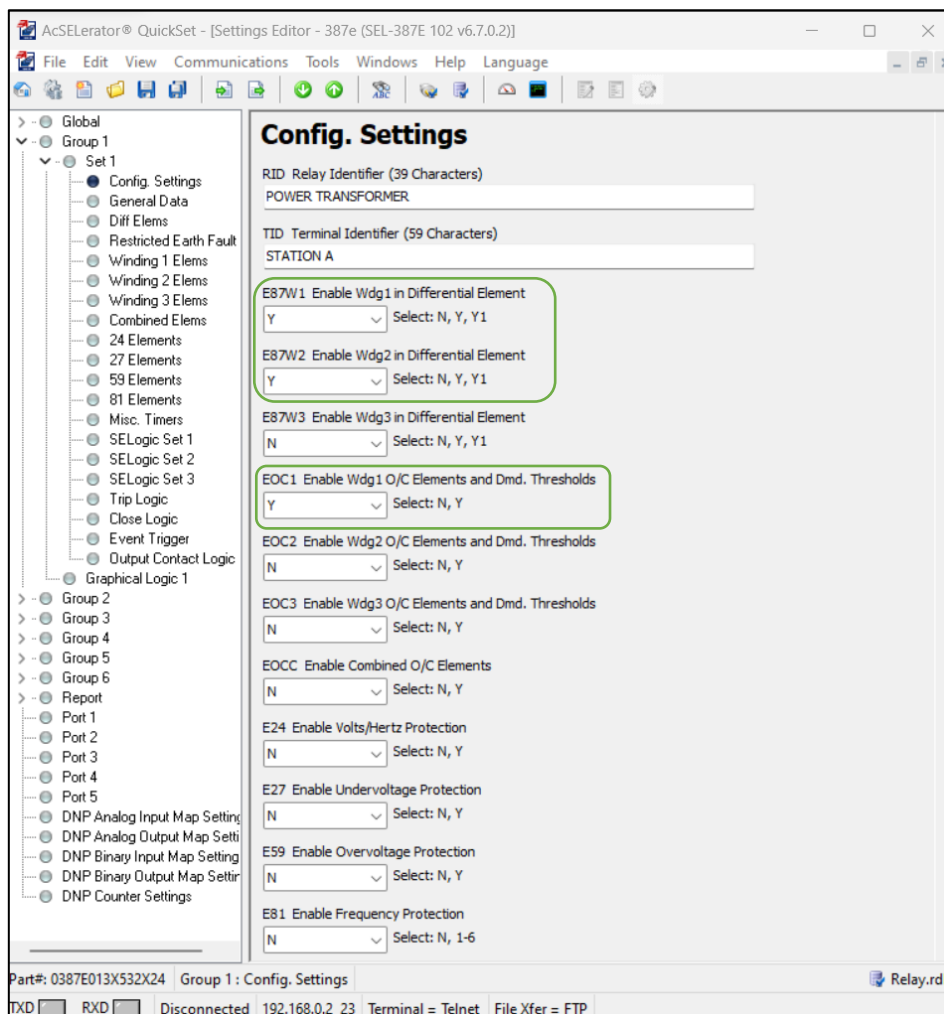 AcSELerator® QuickSet - [Settings Editor - 387e (SEL-387E 102 v6.7.0.2)]
File Edit View Communications Tools Windows Help Language
Global
Group 1
Set 1
Config. Settings
General Data
Diff Elems
Restricted Earth Fault
Winding 1 Elems
Winding 2 Elems
Winding 3 Elems
Combined Elems
24 Elements
27 Elements
59 Elements
81 Elements
Misc. Timers
SELogic Set 1
SELogic Set 2
SELogic Set 3
Trip Logic
Close Logic
Event Trigger
Output Contact Logic
Graphical Logic 1
Group 2
Group 3
Group 4
Group 5
Group 6
Report
Port 1
Port 2
Port 3
Port 4
Port 5
DNP Analog Input Map Setting
DNP Analog Output Map Setti
DNP Binary Input Map Setting
DNP Binary Output Map Settir
DNP Counter Settings
Config. Settings
RID Relay Identifier (39 Characters)
POWER TRANSFORMER
TID Terminal Identifier (59 Characters)
STATION A
E87W1 Enable Wdg1 in Differential Element
Y Select: N, Y, Y1
E87W2 Enable Wdg2 in Differential Element
Y Select: N, Y, Y1
E87W3 Enable Wdg3 in Differential Element
N Select: N, Y, Y1
EOC1 Enable Wdg1 O/C Elements and Dmd. Thresholds
Y Select: N, Y
EOC2 Enable Wdg2 O/C Elements and Dmd. Thresholds
N Select: N, Y
EOC3 Enable Wdg3 O/C Elements and Dmd. Thresholds
N Select: N, Y
EOCC Enable Combined O/C Elements
N Select: N, Y
E24 Enable Volts/Hertz Protection
N Select: N, Y
E27 Enable Undervoltage Protection
N Select: N, Y
E59 Enable Overvoltage Protection
N Select: N, Y
E81 Enable Frequency Protection
N Select: N, 1-6
Part#: 0387E013X532X24 Group 1 : Config. Settings Relay.rd
TXD RXD Disconnected 192.168.0.2 23 Terminal = Telnet File Xfer = FTP